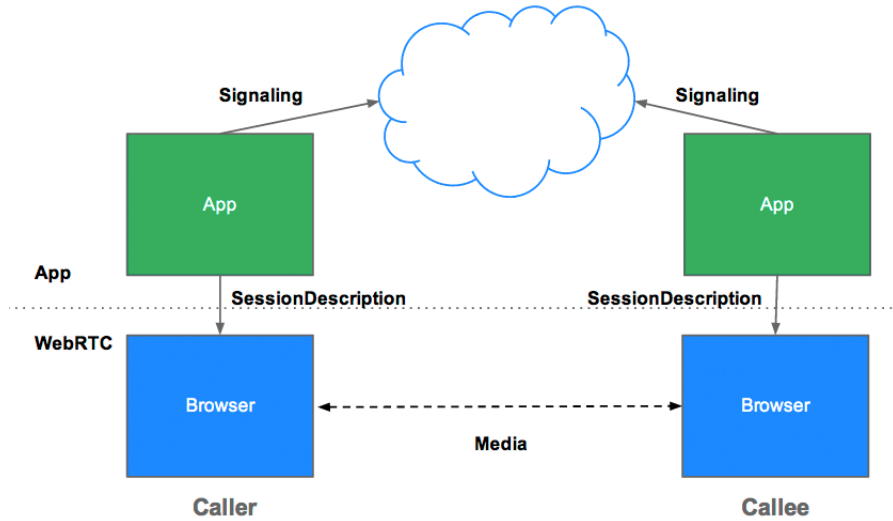 Signaling
Signaling
App
App
App
SessionDescription
SessionDescription
WebRTC
Browser
Browser
Media
Caller
Callee